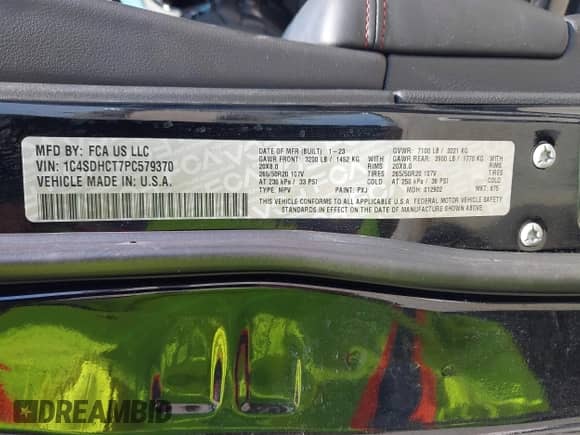 MFD BY: FCA US LLC
VIN: 1C4SDHCT7PC579370
VEHICLE MADE IN: U.S.A.
DATE OF MFR (BUILT) 1-23 GVWR: 7100 LB / 3221 KG
GAWR FRONT: 3200 LB / 1452 KG WITH GAWR REAR: 3900 LB / 1770 KG WITH
20X8.0 RIMS 20X8.0 RIMS
265/50R20 107V TIRES 265/50R20 107V TIRES
AT 230 kPa / 33 PSI COLD AT 250 kPa / 36 PSI COLD
TYPE: MPV PAINT: PXJ MDH: 012902 MKT: 875
THIS VEHICLE CONFORMS TO ALL APPLICABLE U.S.A. FEDERAL MOTOR VEHICLE SAFETY
STANDARDS IN EFFECT ON THE DATE OF MANUFACTURE SHOWN ABOVE.
DREAMBID